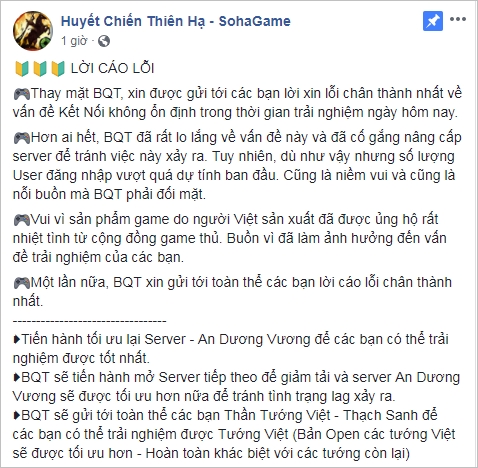 Huyết Chiến Thiên Hạ - SohaGame
1 giờ ·
🔰🔰🔰 LỜI CÁO LỖI
🎮Thay mặt BQT, xin được gửi tới các bạn lời xin lỗi chân thành nhất về
vấn đề Kết Nối không ổn định trong thời gian trải nghiệm ngày hôm nay.
🎮Hơn ai hết, BQT đã rất lo lắng về vấn đề này và đã cố gắng nâng cấp
server để tránh việc này xảy ra. Tuy nhiên, dù như vậy nhưng số lượng
User đăng nhập vượt quá dự tính ban đầu. Cũng là niềm vui và cũng là
nỗi buồn mà BQT phải đối mặt.
🎮Vui vì sản phẩm game do người Việt sản xuất đã được ủng hộ rất
nhiệt tình từ cộng đồng game thủ. Buồn vì đã làm ảnh hưởng đến vấn
đề trải nghiệm của các bạn.
🎮Một lần nữa, BQT xin gửi tới toàn thể các bạn lời cáo lỗi chân thành
nhất.
---------------------------------
❥Tiến hành tối ưu lại Server - An Dương Vương để các bạn có thể trải
nghiệm được tốt nhất.
❥BQT sẽ tiến hành mở Server tiếp theo để giảm tải và server An Dương
Vương sẽ được tối ưu hơn nữa để tránh tình trạng lag xảy ra.
❥BQT sẽ gửi tới toàn thể các bạn Thần Tướng Việt - Thạch Sanh để
các bạn có thể trải nghiệm được Tướng Việt (Bản Open các tướng Việt
sẽ được tối ưu hơn - Hoàn toàn khác biệt với các tướng còn lại)